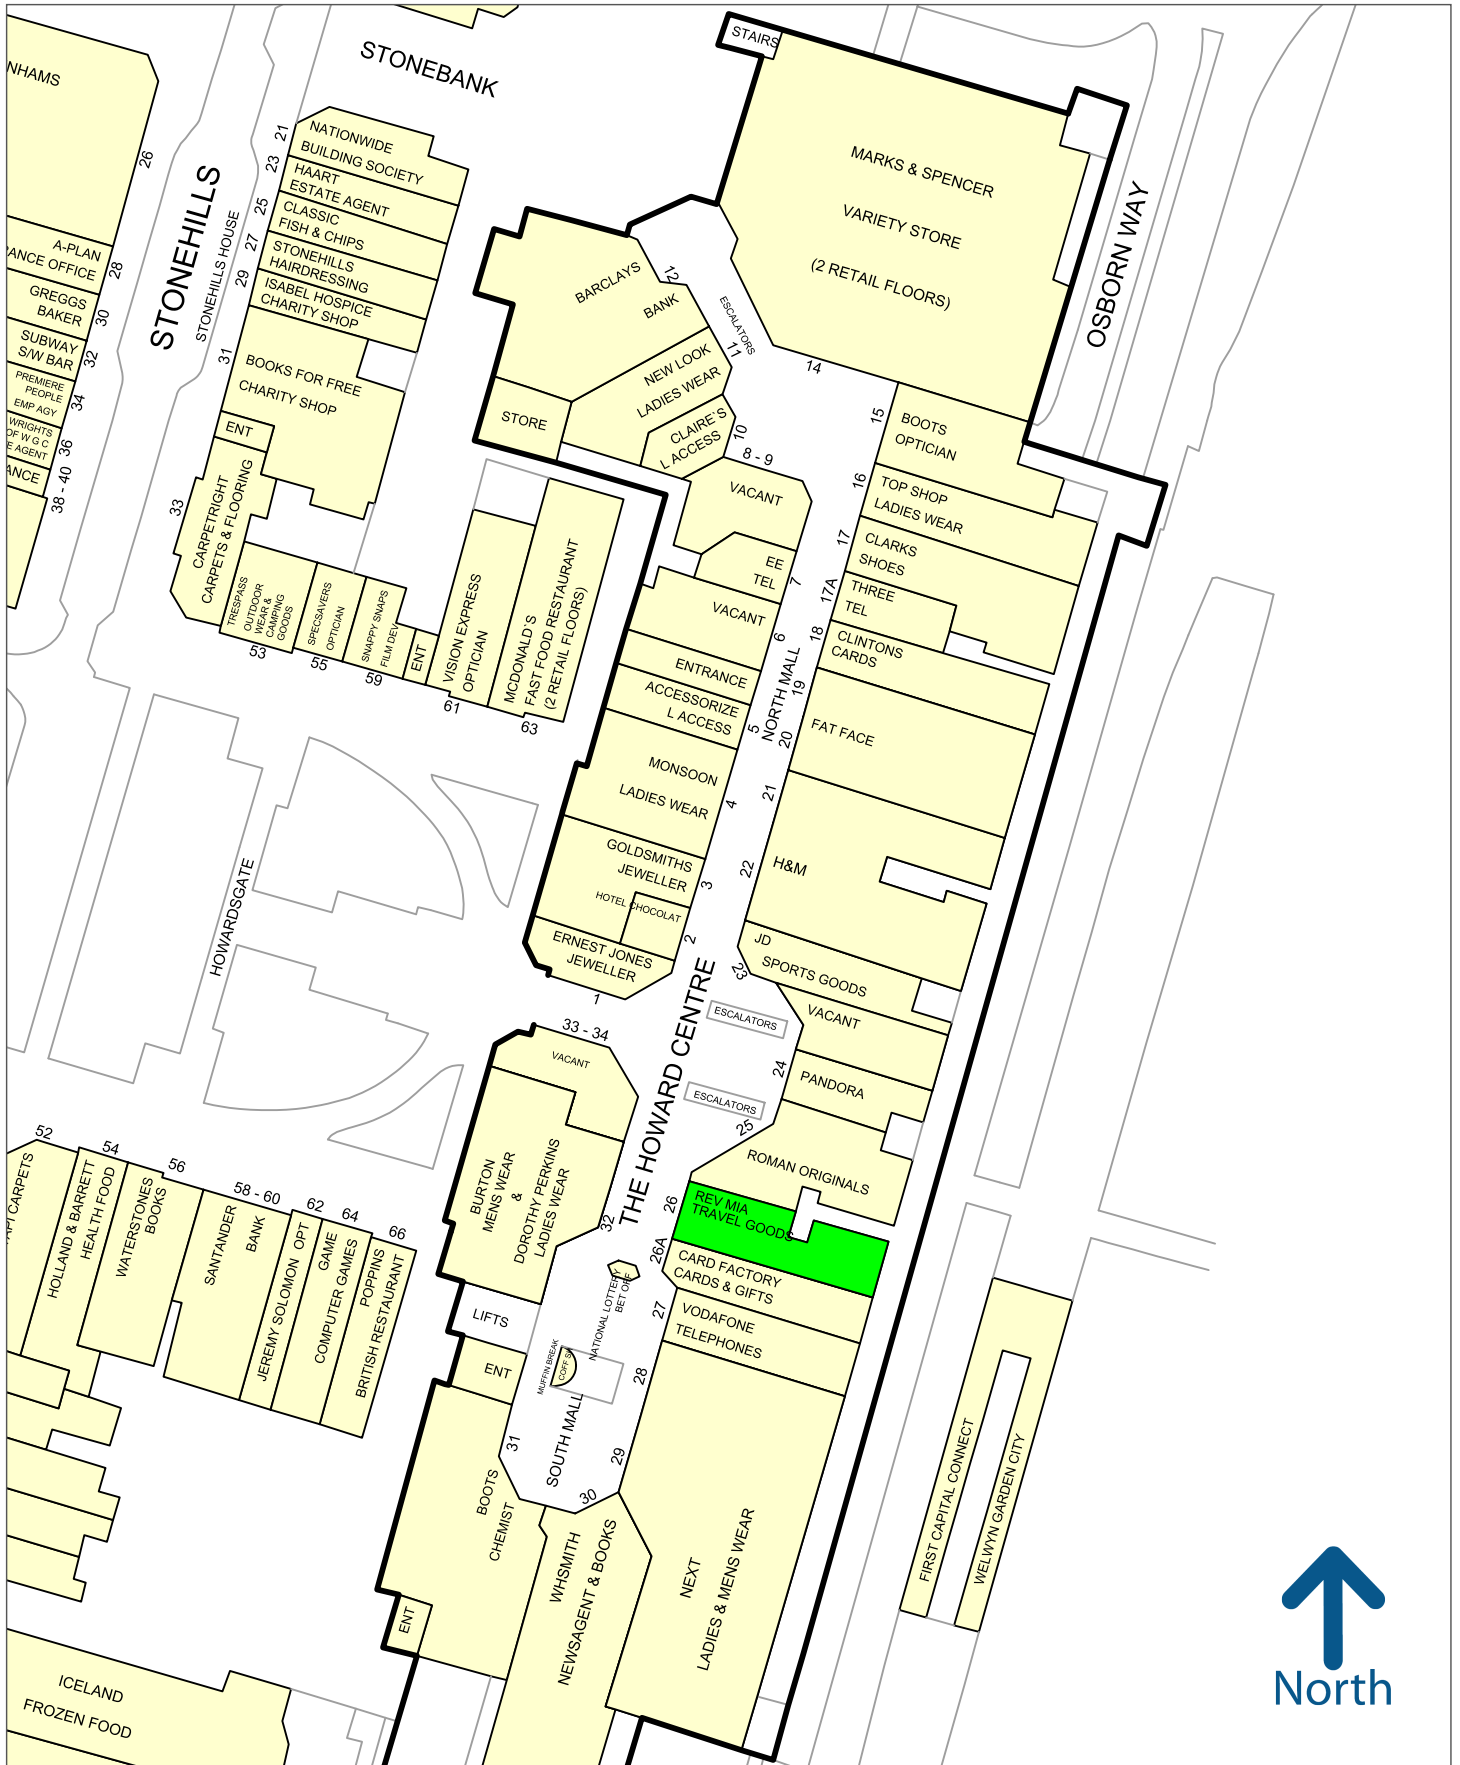 STONEBANK
STAIRS
NHAMS
26
STONEHILLS
STONEHILLS HOUSE
A-PLAN
ANCE OFFICE
28
GREGGS
BAKER
30
SUBWAY
S/W BAR
32
PREMIERE
PEOPLE
EMP AGY
34
WRIGHTS
OF W G C
E AGENT
36
ANCE
38 - 40
21
NATIONWIDE
BUILDING SOCIETY
23
HAART
ESTATE AGENT
25
CLASSIC
FISH & CHIPS
27
STONEHILLS
HAIRDRESSING
29
ISABEL HOSPICE
CHARITY SHOP
31
BOOKS FOR FREE
CHARITY SHOP
ENT
33
CARPETRIGHT
CARPETS & FLOORING
TRESPASS
OUTDOOR
WEAR &
CAMPING
GOODS
53
SPECSAVERS
OPTICIAN
55
SNAPPY SNAPS
FILM DEV
59
ENT
VISION EXPRESS
OPTICIAN
61
MCDONALD`S
FAST FOOD RESTAURANT
(2 RETAIL FLOORS)
63
MARKS & SPENCER
VARIETY STORE
(2 RETAIL FLOORS)
14
OSBORN WAY
BARCLAYS
BANK
12
ESCALATORS
11
NEW LOOK
LADIES WEAR
STORE
CLAIRE`S
L ACCESS
10
8 - 9
VACANT
EE
TEL
7
VACANT
6
ENTRANCE
ACCESSORIZE
L ACCESS
5
NORTH MALL
MONSOON
LADIES WEAR
4
GOLDSMITHS
JEWELLER
3
HOTEL CHOCOLAT
2
ERNEST JONES
JEWELLER
1
15
BOOTS
OPTICIAN
16
TOP SHOP
LADIES WEAR
17
CLARKS
SHOES
17A
THREE
TEL
18
CLINTONS
CARDS
19
20
FAT FACE
21
22
H&M
23
JD
SPORTS GOODS
VACANT
24
PANDORA
25
ROMAN ORIGINALS
26
REV MIA
TRAVEL GOODS
26A
CARD FACTORY
CARDS & GIFTS
27
VODAFONE
TELEPHONES
28
29
NEXT
LADIES & MENS WEAR
30
WHSMITH
NEWSAGENT & BOOKS
31
BOOTS
CHEMIST
ENT
ENT
LIFTS
SOUTH MALL
MUFFIN BREAK
NATIONAL LOTTERY
BET OFF
32
THE HOWARD CENTRE
ESCALATORS
ESCALATORS
33 - 34
VACANT
BURTON
MENS WEAR
&
DOROTHY PERKINS
LADIES WEAR
HOWARDSGATE
52
CARPETS
54
HOLLAND & BARRETT
HEALTH FOOD
56
WATERSTONES
BOOKS
58 - 60
SANTANDER
BANK
62
JEREMY SOLOMON OPT
64
GAME
COMPUTER GAMES
66
POPPINS
BRITISH RESTAURANT
ICELAND
FROZEN FOOD
FIRST CAPITAL CONNECT
WELWYN GARDEN CITY
North